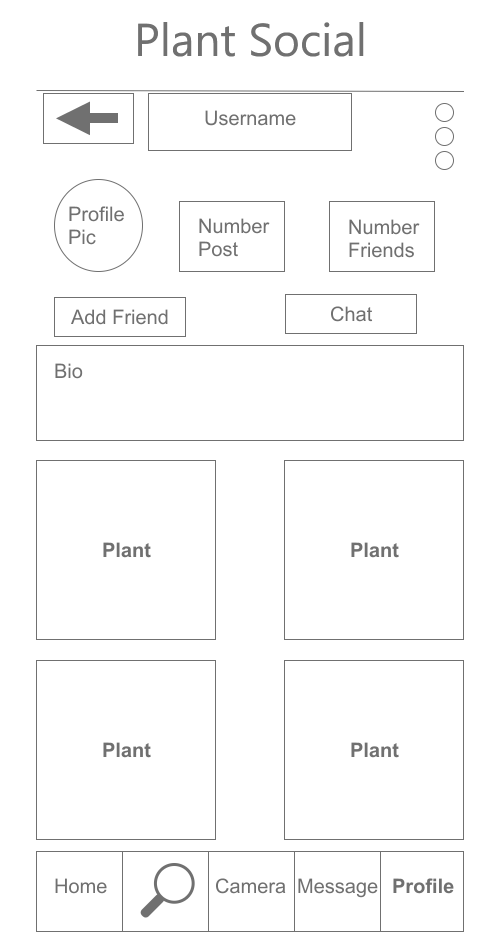 Plant Social
Username
Profile
Pic
Number
Post
Number
Friends
Add Friend
Chat
Bio
Plant
Plant
Plant
Plant
Home
Camera
Message
Profile